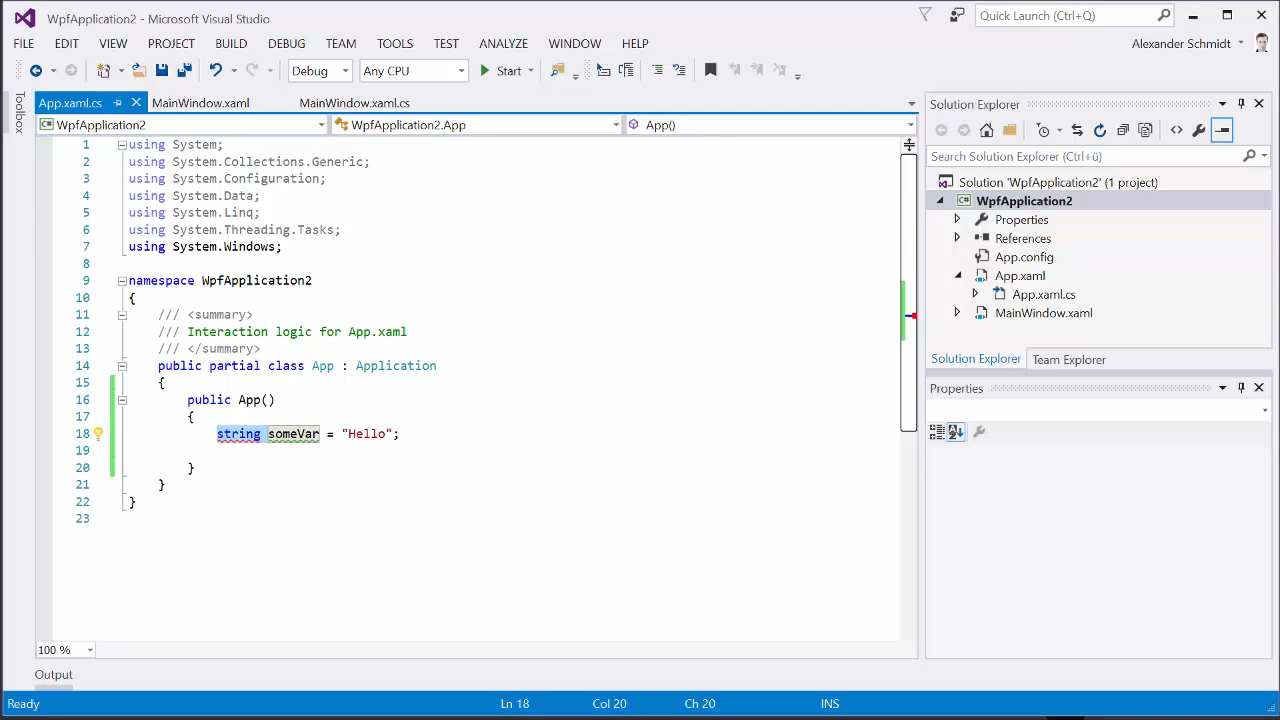 WpfApplication2 - Microsoft Visual Studio
Quick Launch (Ctrl+Q)
FILE EDIT VIEW PROJECT BUILD DEBUG TEAM TOOLS TEST ANALYZE WINDOW HELP
Alexander Schmidt
Debug Any CPU Start
Toolbox
App.xaml.cs MainWindow.xaml MainWindow.xaml.cs
WpfApplication2 WpfApplication2.App App()
1 using System;
2 using System.Collections.Generic;
3 using System.Configuration;
4 using System.Data;
5 using System.Linq;
6 using System.Threading.Tasks;
7 using System.Windows;
8
9 namespace WpfApplication2
10 {
11 /// <summary>
12 /// Interaction logic for App.xaml
13 /// </summary>
14 public partial class App : Application
15 {
16 public App()
17 {
18 string someVar = "Hello";
19
20 }
21 }
22 }
23
100 %
Output
Solution Explorer
Search Solution Explorer (Ctrl+ü)
Solution 'WpfApplication2' (1 project)
WpfApplication2
Properties
References
App.config
App.xaml
App.xaml.cs
MainWindow.xaml
Solution Explorer Team Explorer
Properties
Ready Ln 18 Col 20 Ch 20 INS